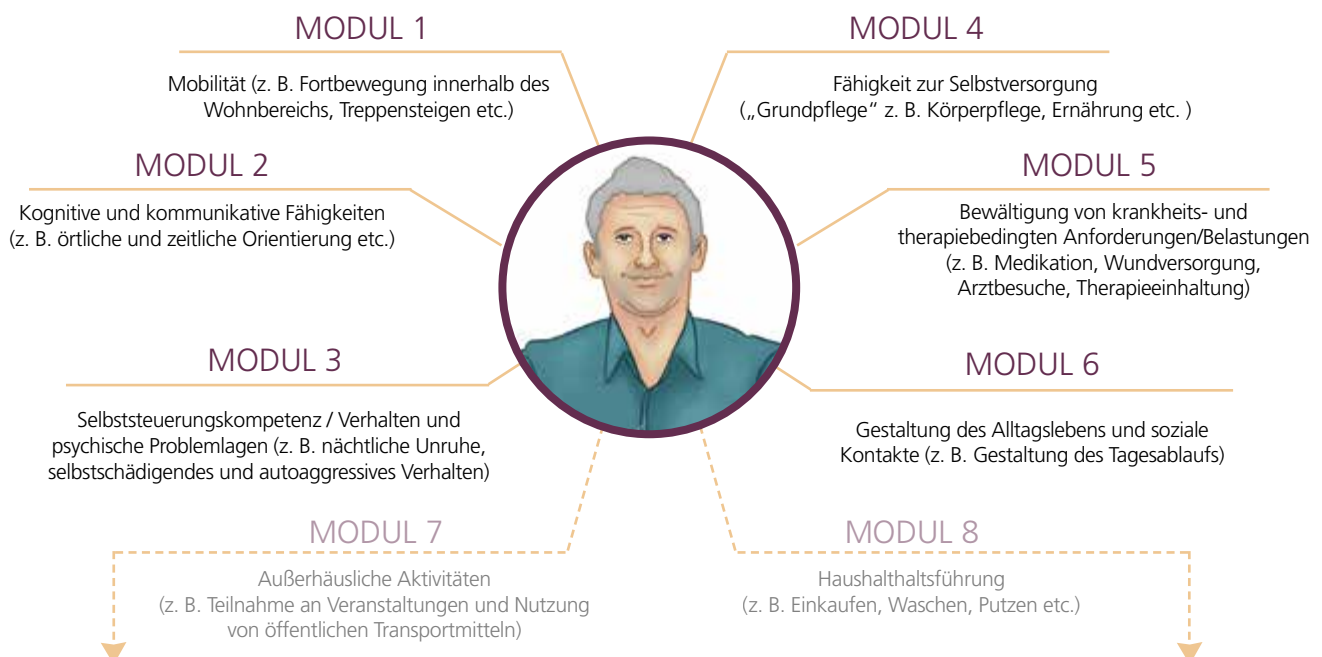 MODUL 1
Mobilität (z. B. Fortbewegung innerhalb des
Wohnbereichs, Treppensteigen etc.)
MODUL 2
Kognitive und kommunikative Fähigkeiten
(z. B. örtliche und zeitliche Orientierung etc.)
MODUL 3
Selbststeuerungskompetenz / Verhalten und
psychische Problemlagen (z. B. nächtliche Unruhe,
selbstschädigendes und autoaggressives Verhalten)
MODUL 4
Fähigkeit zur Selbstversorgung
(„Grundpflege“ z. B. Körperpflege, Ernährung etc. )
MODUL 5
Bewältigung von krankheits- und
therapiebedingten Anforderungen/Belastungen
(z. B. Medikation, Wundversorgung,
Arztbesuche, Therapieeinhaltung)
MODUL 6
Gestaltung des Alltagslebens und soziale
Kontakte (z. B. Gestaltung des Tagesablaufs)
MODUL 7
Außerhäusliche Aktivitäten
(z. B. Teilnahme an Veranstaltungen und Nutzung
von öffentlichen Transportmitteln)
MODUL 8
Haushalthaltsführung
(z. B. Einkaufen, Waschen, Putzen etc.)